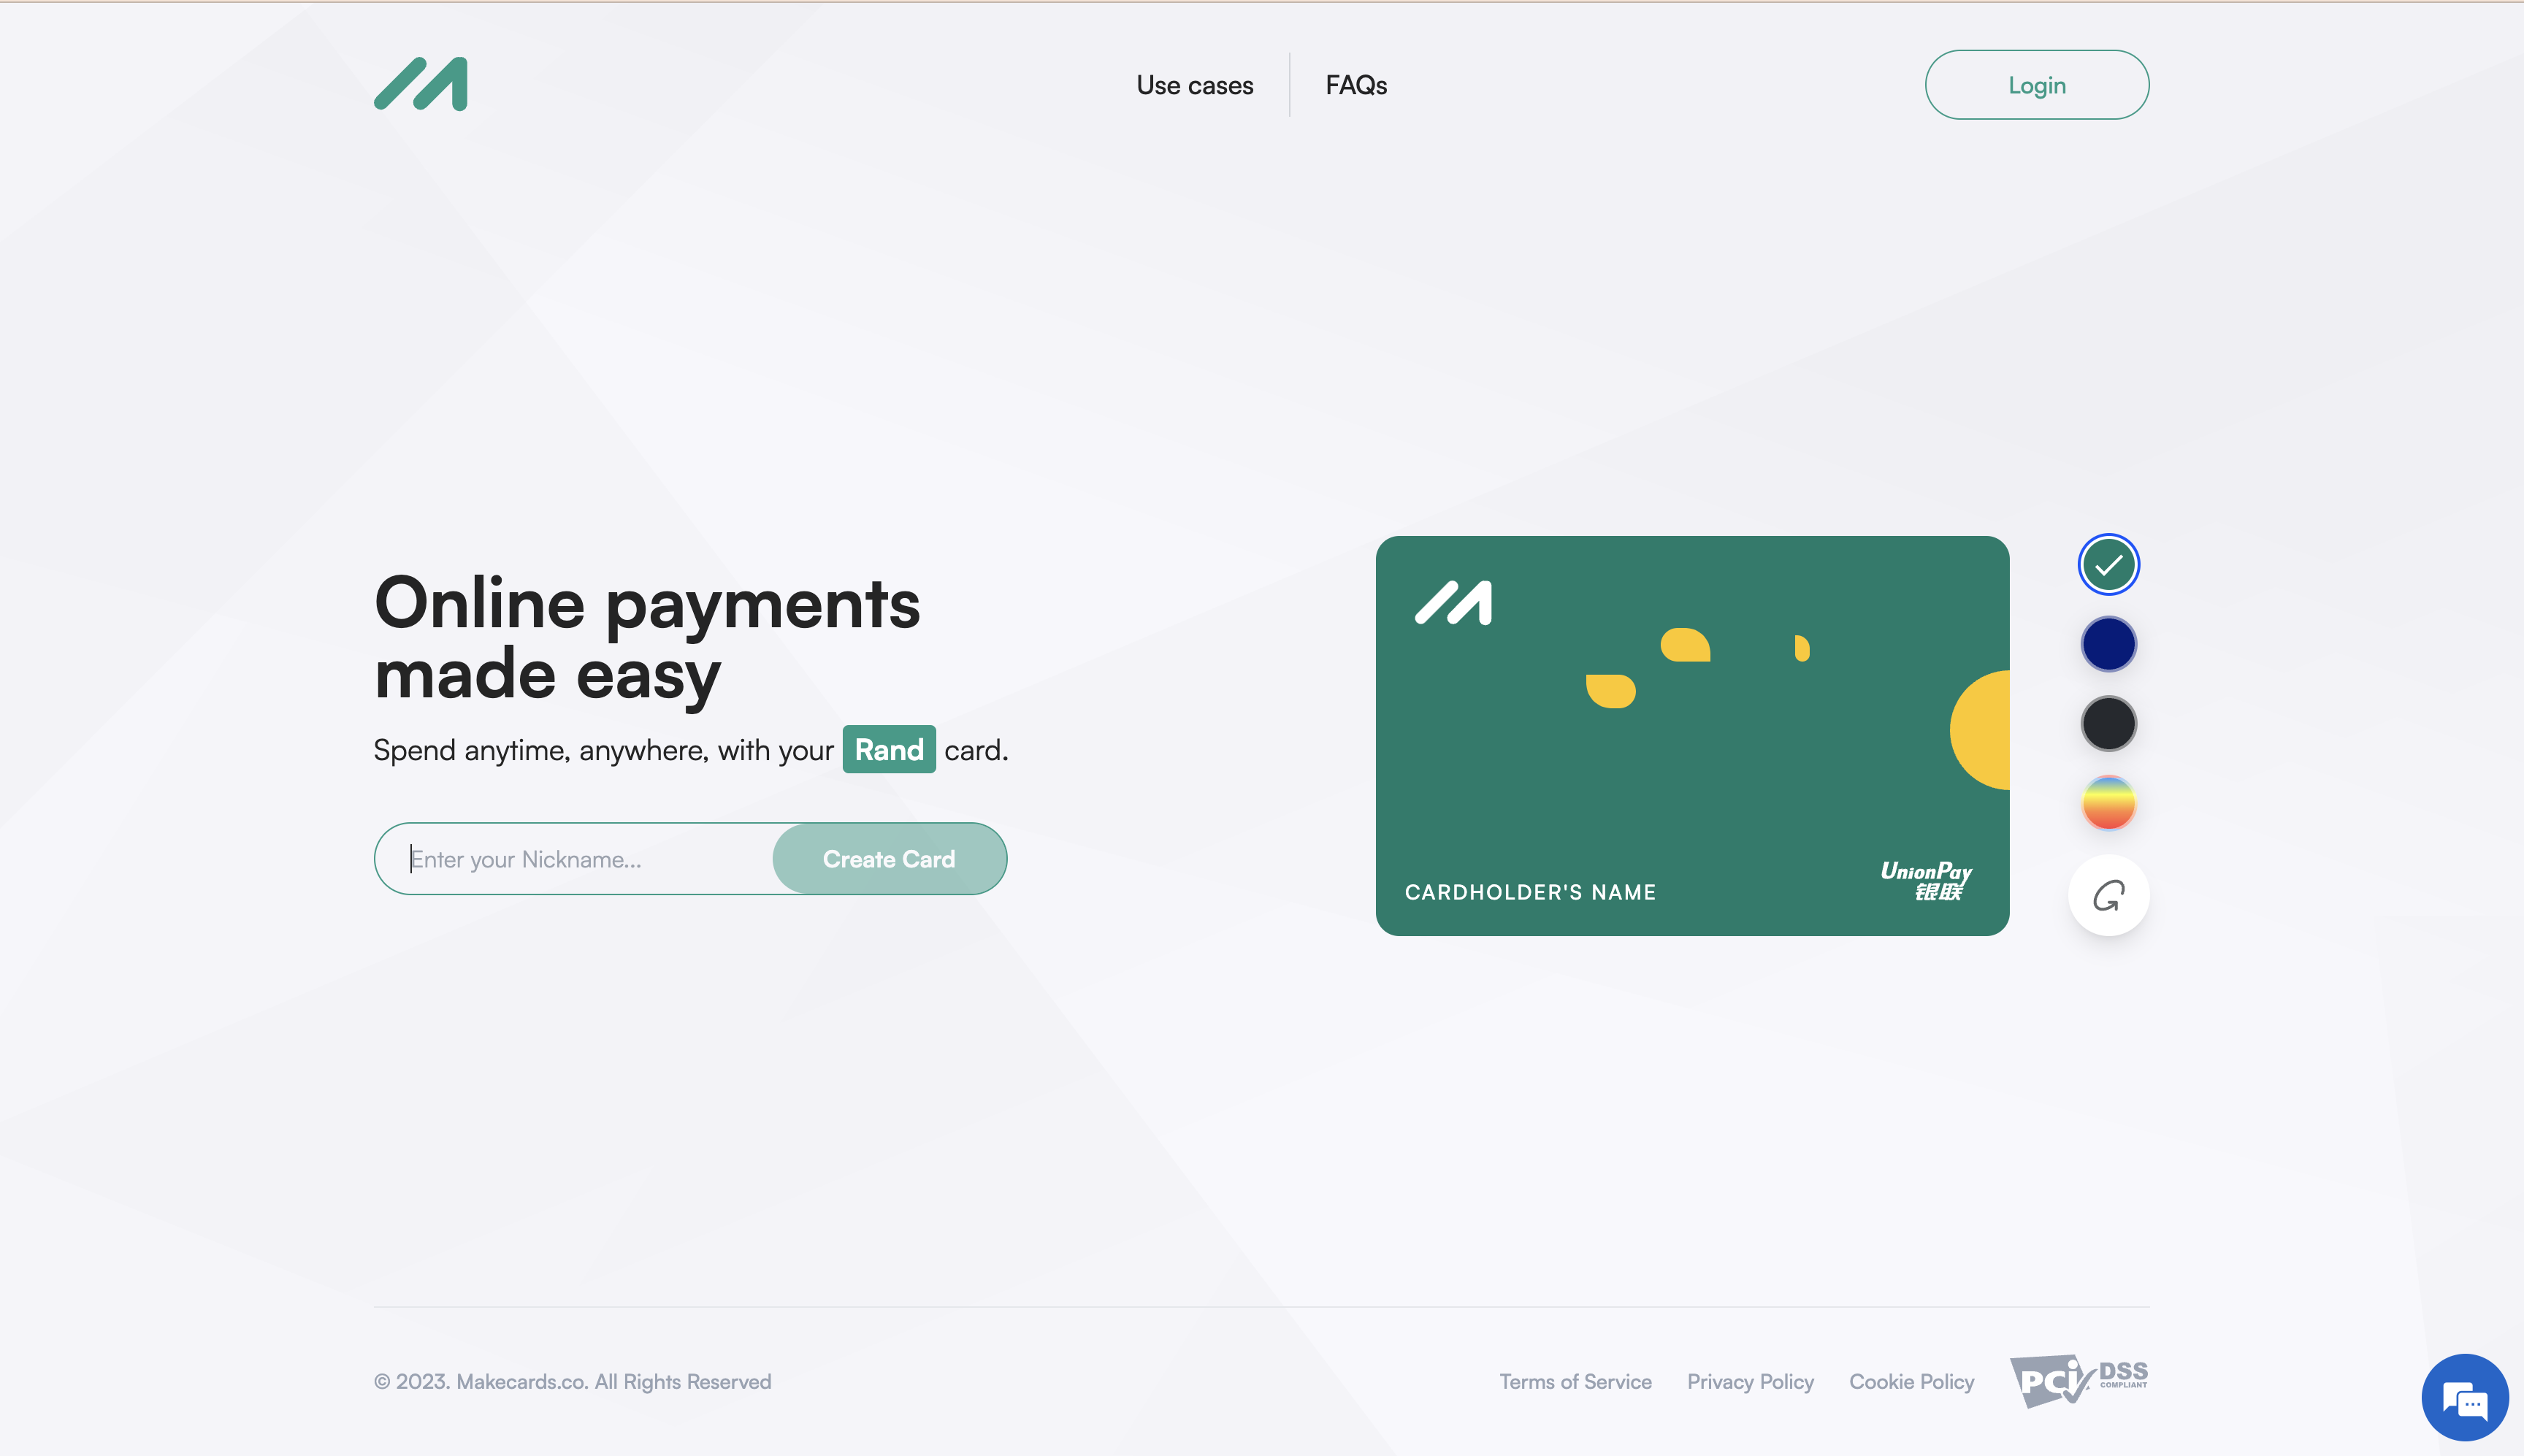 Use cases
FAQs
Login
Online payments
made easy
Spend anytime, anywhere, with your Rand card.
Enter your Nickname...
Create Card
CARDHOLDER'S NAME
UnionPay
银联
© 2023. Makecards.co. All Rights Reserved
Terms of Service
Privacy Policy
Cookie Policy
PCi
DSS
COMPLIANT